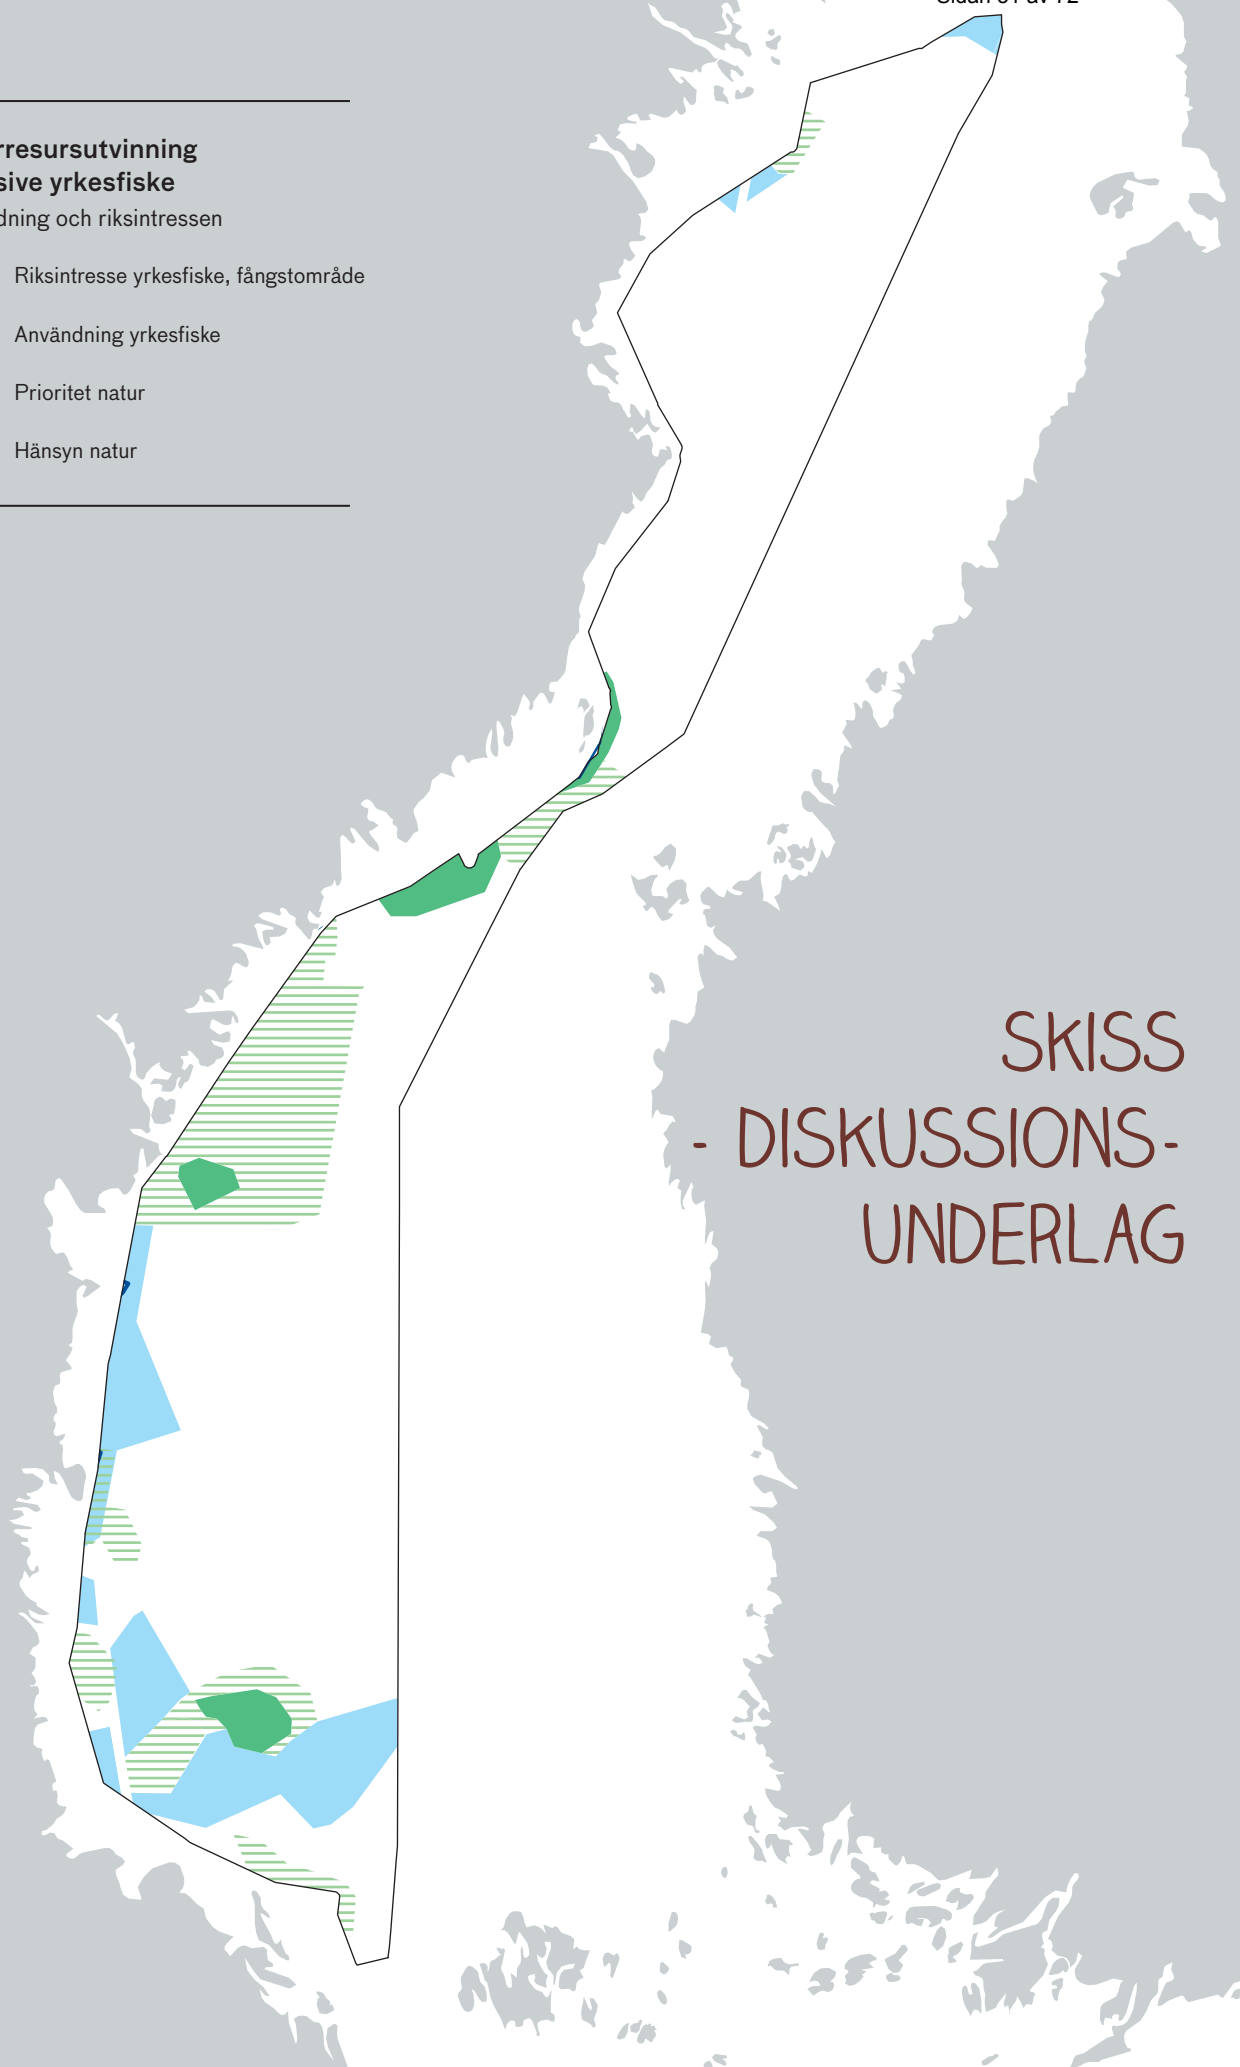 rresursutvinning
sive yrkesfiske
dning och riksintressen
Riksintresse yrkesfiske, fångstområde
Användning yrkesfiske
Prioritet natur
Hänsyn natur
SKISS
- DISKUSSIONS-
UNDERLAG